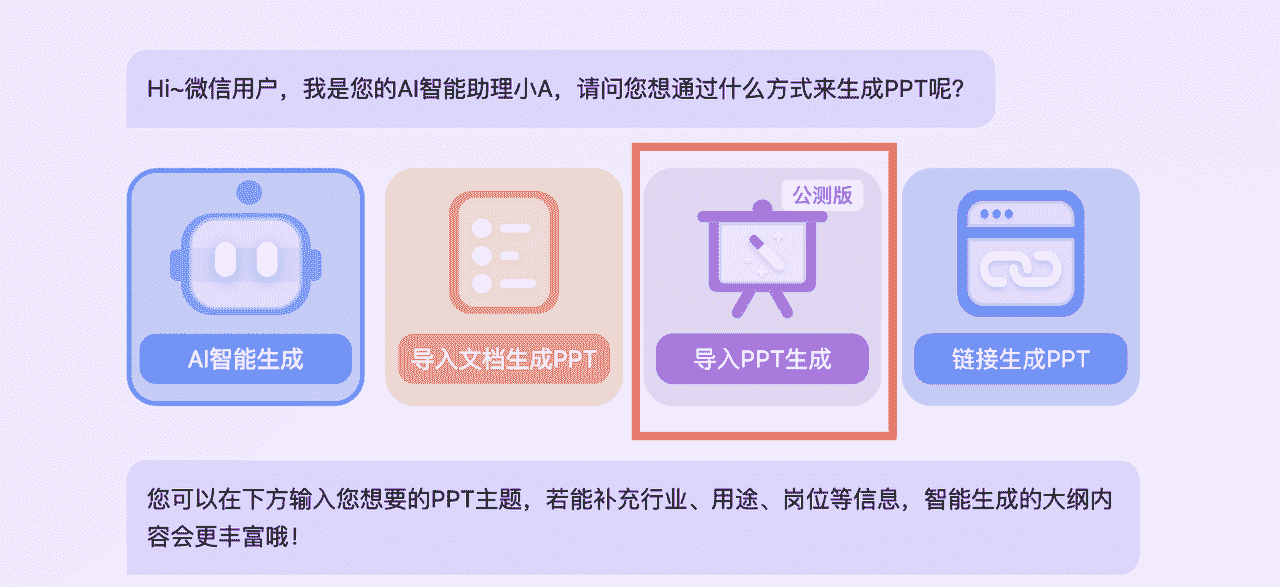 Hi~微信用户，我是您的AI智能助理小A，请问您想通过什么方式来生成PPT呢?
公测版
AI智能生成
导入文档生成PPT
导入PPT生成
链接生成PPT
您可以在下方输入您想要的PPT主题，若能补充行业、用途、岗位等信息，智能生成的大纲内
容会更丰富哦！